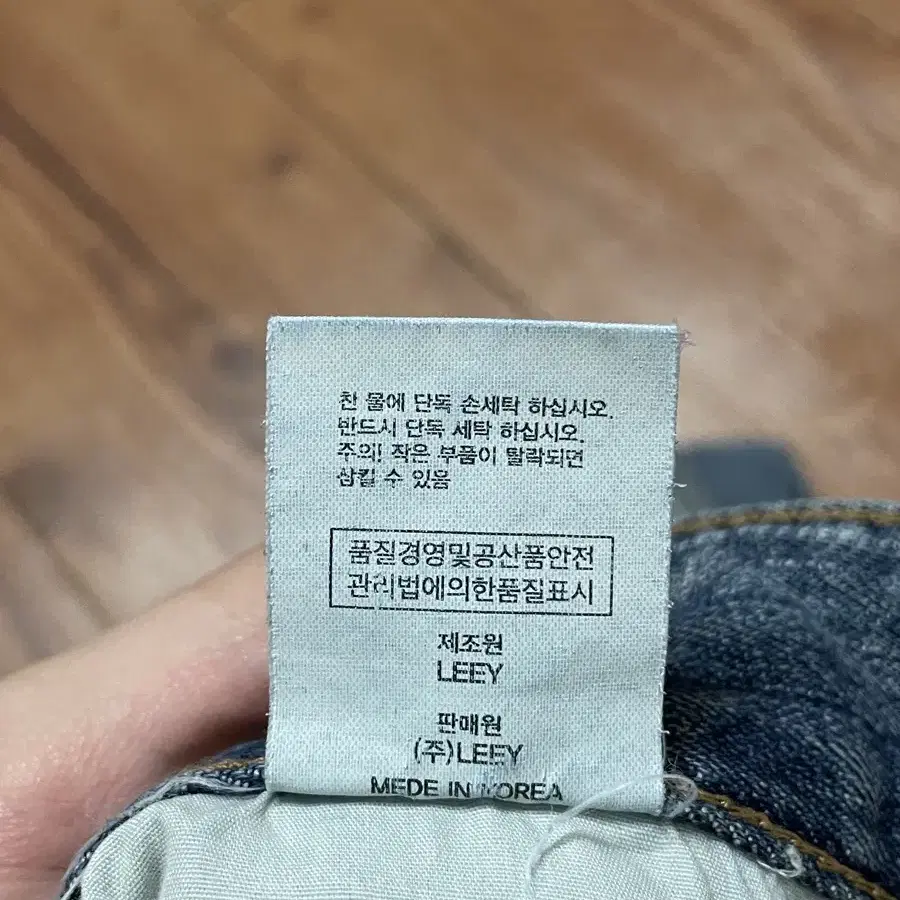 찬 물에 단독 손세탁 하십시오.
반드시 단독 세탁 하십시오.
주의! 작은 부품이 탈락되면
삼킬 수 있음
품질경영및공산품안전
관리법에의한품질표시
제조원
LEEY
판매원
(주)LEEY
MEDE IN KOREA